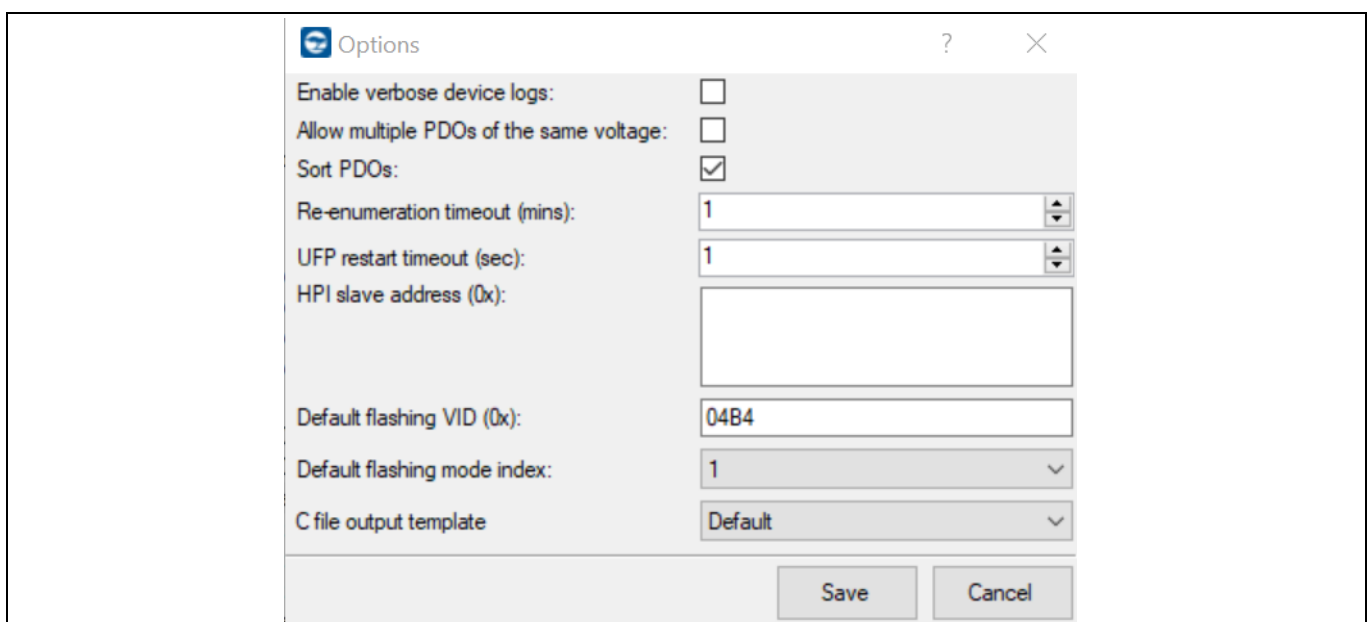 Options
Enable verbose device logs:
Allow multiple PDOs of the same voltage:
Sort PDOs:
Re-enumeration timeout (mins): 1
UFP restart timeout (sec): 1
HPI slave address (0x):
Default flashing VID (0x): 04B4
Default flashing mode index: 1
C file output template Default
Save Cancel